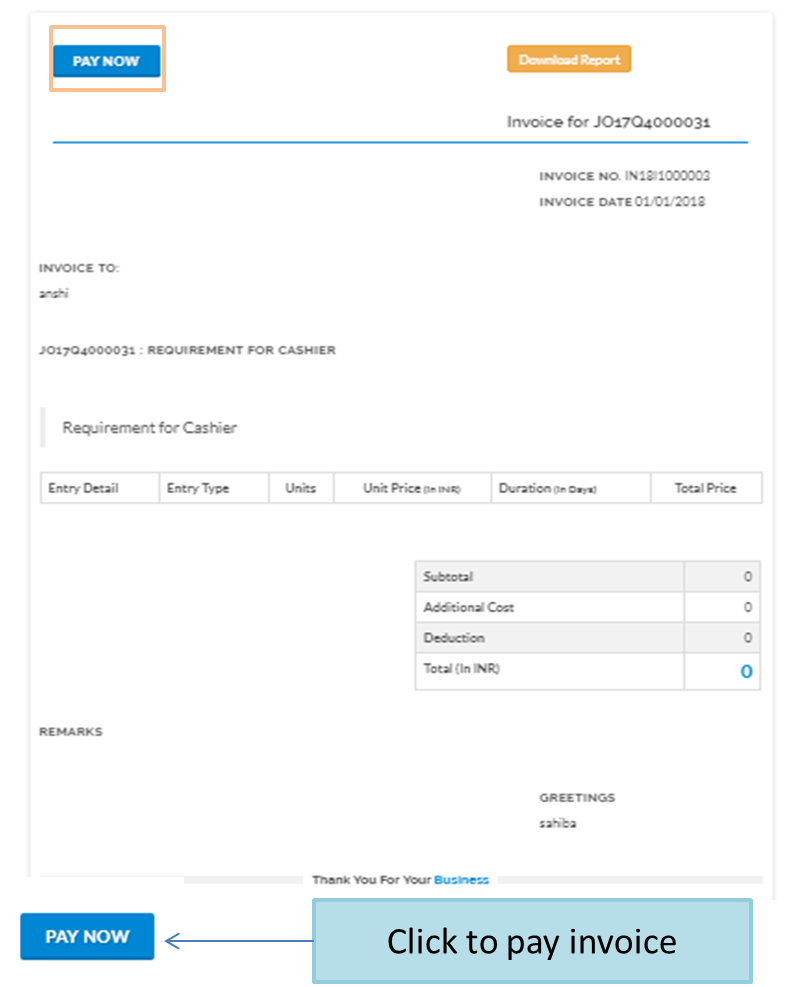 PAY NOW
Download Report
Invoice for JO17Q4000031
INVOICE NO. IN18I1000003
INVOICE DATE 01/01/2018
INVOICE TO:
anshi
JO17Q4000031 : REQUIREMENT FOR CASHIER
Requirement for Cashier
Entry Detail Entry Type Units Unit Price (In INR) Duration (In Days) Total Price
Subtotal 0
Additional Cost 0
Deduction 0
Total (In INR) 0
REMARKS
GREETINGS
sahiba
Thank You For Your Business
PAY NOW
Click to pay invoice